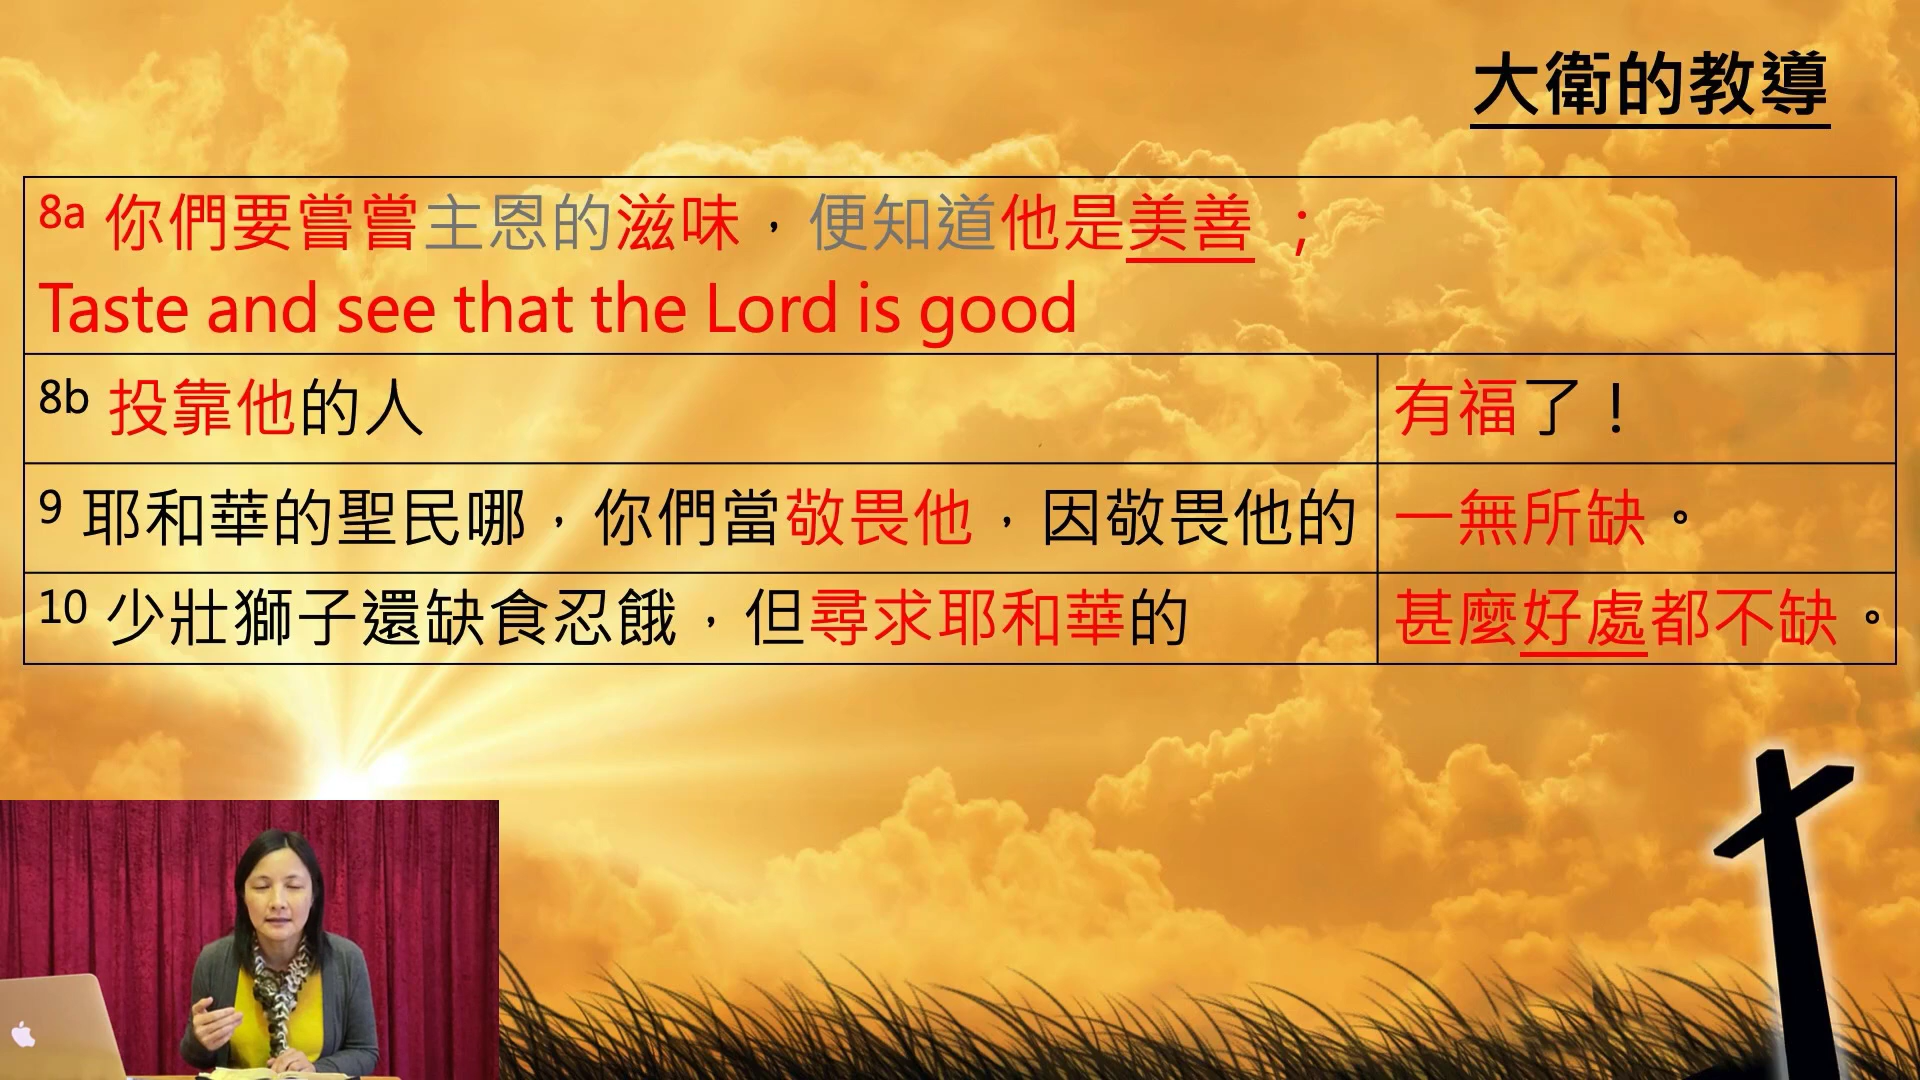 大衛的教導
8a 你們要嘗嘗主恩的滋味，便知道他是美善；
Taste and see that the Lord is good
8b 投靠他的人 有福了！
9 耶和華的聖民哪，你們當敬畏他，因敬畏他的 一無所缺。
10 少壯獅子還缺食忍餓，但尋求耶和華的 甚麼好處都不缺。